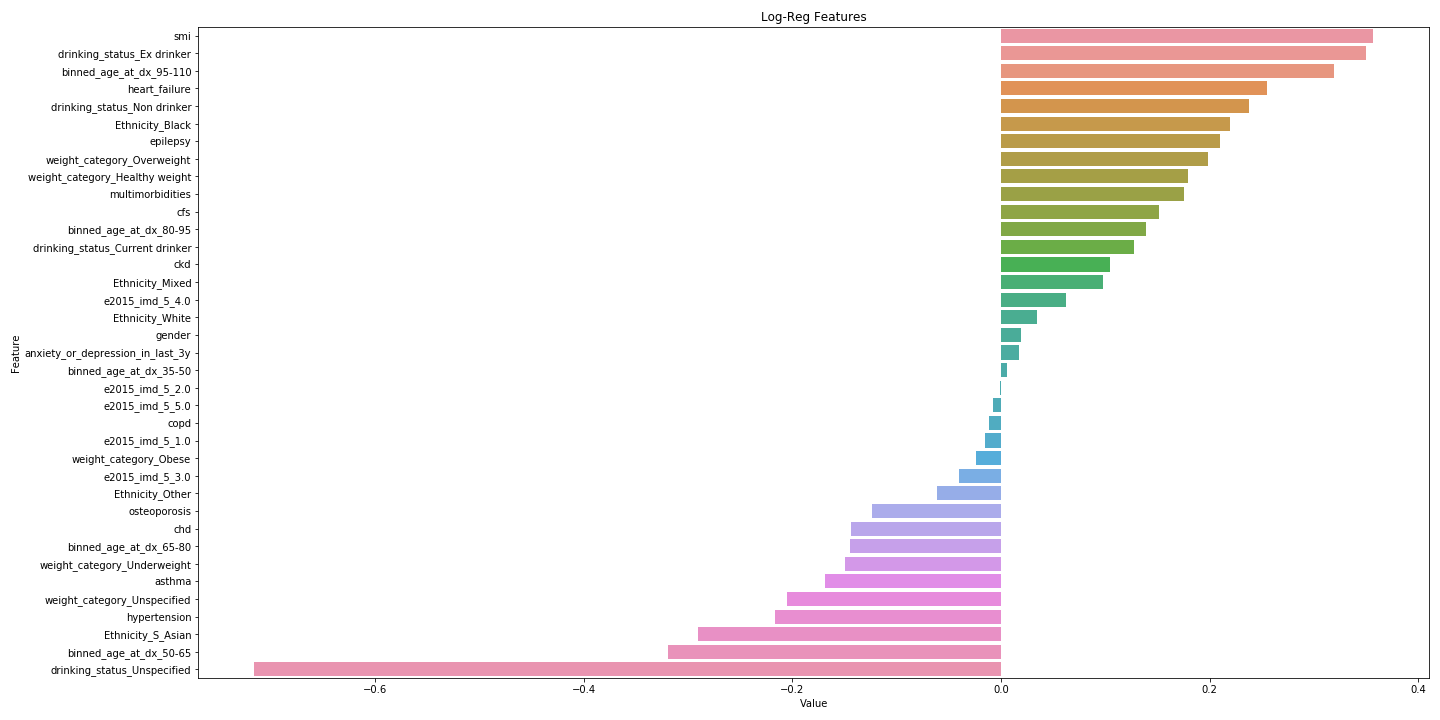 Log-Reg Features
smi
drinking_status_Ex drinker
binned_age_at_dx_95-110
heart_failure
drinking_status_Non drinker
Ethnicity_Black
epilepsy
weight_category_Overweight
weight_category_Healthy weight
multimorbidities
cfs
binned_age_at_dx_80-95
drinking_status_Current drinker
ckd
Ethnicity_Mixed
e2015_imd_5_4.0
Ethnicity_White
gender
anxiety_or_depression_in_last_3y
binned_age_at_dx_35-50
e2015_imd_5_2.0
e2015_imd_5_5.0
copd
e2015_imd_5_1.0
weight_category_Obese
e2015_imd_5_3.0
Ethnicity_Other
osteoporosis
chd
binned_age_at_dx_65-80
weight_category_Underweight
asthma
weight_category_Unspecified
hypertension
Ethnicity_S_Asian
binned_age_at_dx_50-65
drinking_status_Unspecified
Feature
−0.6 −0.4 −0.2 0.0 0.2 0.4
Value